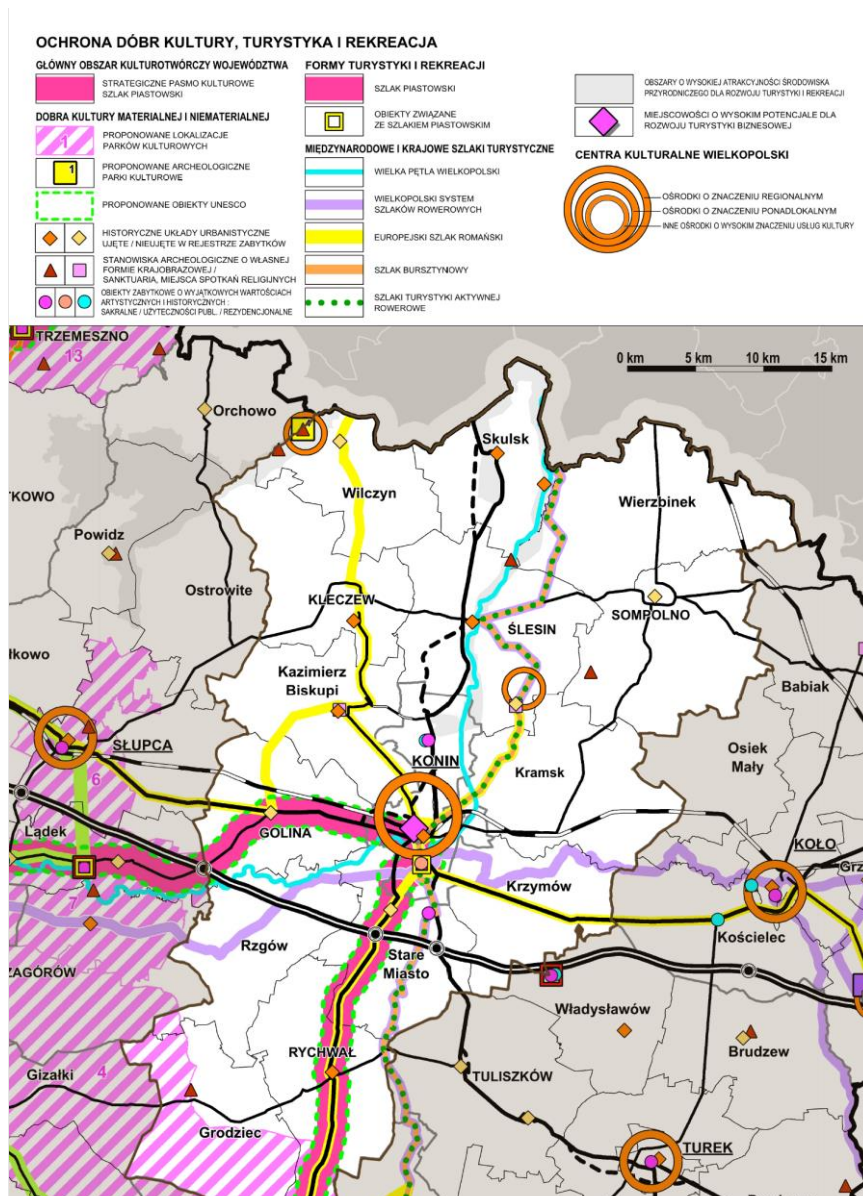 OCHRONA DÓBR KULTURY, TURYSTYKA I REKREACJA
GŁÓWNY OBSZAR KULTUROTWÓRCZY WOJEWÓDZTWA
STRATEGICZNE PASMO KULTUROWE
SZLAK PIASTOWSKI
DOBRA KULTURY MATERIALNEJ I NIEMATERIALNEJ
1
PROPONOWANE LOKALIZACJE
PARKÓW KULTUROWYCH
1
PROPONOWANE ARCHEOLOGICZNE
PARKI KULTUROWE
PROPONOWANE OBIEKTY UNESCO
HISTORYCZNE UKŁADY URBANISTYCZNE
UJĘTE / NIEUJĘTE W REJESTRZE ZABYTKÓW
STANOWISKA ARCHEOLOGICZNE O WŁASNEJ
FORMIE KRAJOBRAZOWEJ /
SANKTUARIA, MIEJSCA SPOTKAŃ RELIGIJNYCH
OBIEKTY ZABYTKOWE O WYJĄTKOWYCH WARTOŚCIACH
ARTYSTYCZNYCH I HISTORYCZNYCH :
SAKRALNE / UŻYTECZNOŚCI PUBL. / REZYDENCJONALNE
FORMY TURYSTYKI I REKREACJI
SZLAK PIASTOWSKI
OBIEKTY ZWIĄZANE
ZE SZLAKIEM PIASTOWSKIM
MIĘDZYNARODOWE I KRAJOWE SZLAKI TURYSTYCZNE
WIELKA PĘTLA WIELKOPOLSKI
WIELKOPOLSKI SYSTEM
SZLAKÓW ROWEROWYCH
EUROPEJSKI SZLAK ROMAŃSKI
SZLAK BURSZTYNOWY
SZLAKI TURYSTYKI AKTYWNEJ
ROWEROWE
OBSZARY O WYSOKIEJ ATRAKCYJNOŚCI ŚRODOWISKA
PRZYRODNICZEGO DLA ROZWOJU TURYSTYKI I REKREACJI
MIEJSCOWOŚCI O WYSOKIM POTENCJALE DLA
ROZWOJU TURYSTYKI BIZNESOWEJ
CENTRA KULTURALNE WIELKOPOLSKI
OŚRODKI O ZNACZENIU REGIONALNYM
OŚRODKI O ZNACZENIU PONADLOKALNYM
INNE OŚRODKI O WYSOKIM ZNACZENIU USŁUG KULTURY
TRZEMESZNO
13
0 km 5 km 10 km 15 km
Orchowo
Skulsk
Wilczyn
Wierzbinek
TKOWO
Powidz
Ostrowite
KLECZEW
SOMPOLNO
ŚLESIN
łkowo
Kazimierz
Biskupi
Babiak
SŁUPCA
KONIN
Osiek
Mały
Kramsk
6
Lądek
GOLINA
KOŁO
Grz
Krzymów
7
Kościelec
Rzgów
Stare
Miasto
ZAGÓRÓW
Władysławów
Brudzew
RYCHWAŁ
Gizałki
4
TULISZKÓW
Grodziec
TUREK